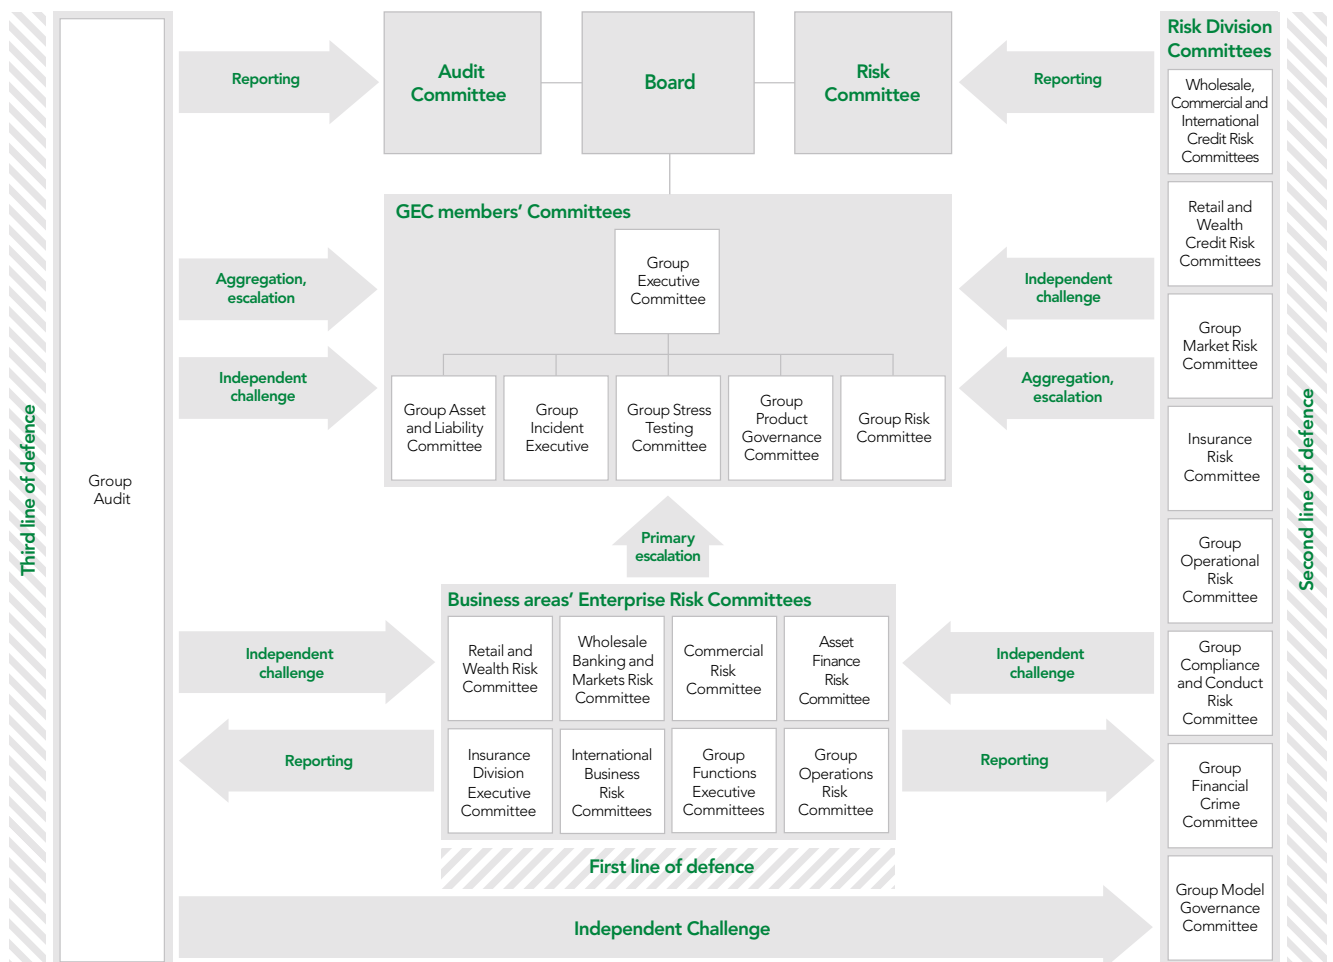 Third line of defence
Group
Audit
Reporting
Audit
Committee
Board
Risk
Committee
Reporting
GEC members’ Committees
Group
Executive
Committee
Aggregation,
escalation
Independent
challenge
Independent
challenge
Aggregation,
escalation
Group Asset
and Liability
Committee
Group
Incident
Executive
Group Stress
Testing
Committee
Group
Product
Governance
Committee
Group Risk
Committee
Primary
escalation
Business areas’ Enterprise Risk Committees
Retail and
Wealth Risk
Committee
Wholesale
Banking and
Markets Risk
Committee
Commercial
Risk
Committee
Asset
Finance
Risk
Committee
Insurance
Division
Executive
Committee
International
Business
Risk
Committees
Group
Functions
Executive
Committees
Group
Operations
Risk
Committee
Independent
challenge
Reporting
Independent
challenge
Reporting
First line of defence
Independent Challenge
Risk Division
Committees
Wholesale,
Commercial and
International
Credit Risk
Committees
Retail and
Wealth
Credit Risk
Committees
Group
Market Risk
Committee
Insurance
Risk
Committee
Group
Operational
Risk
Committee
Group
Compliance
and Conduct
Risk
Committee
Group
Financial
Crime
Committee
Group Model
Governance
Committee
Second line of defence